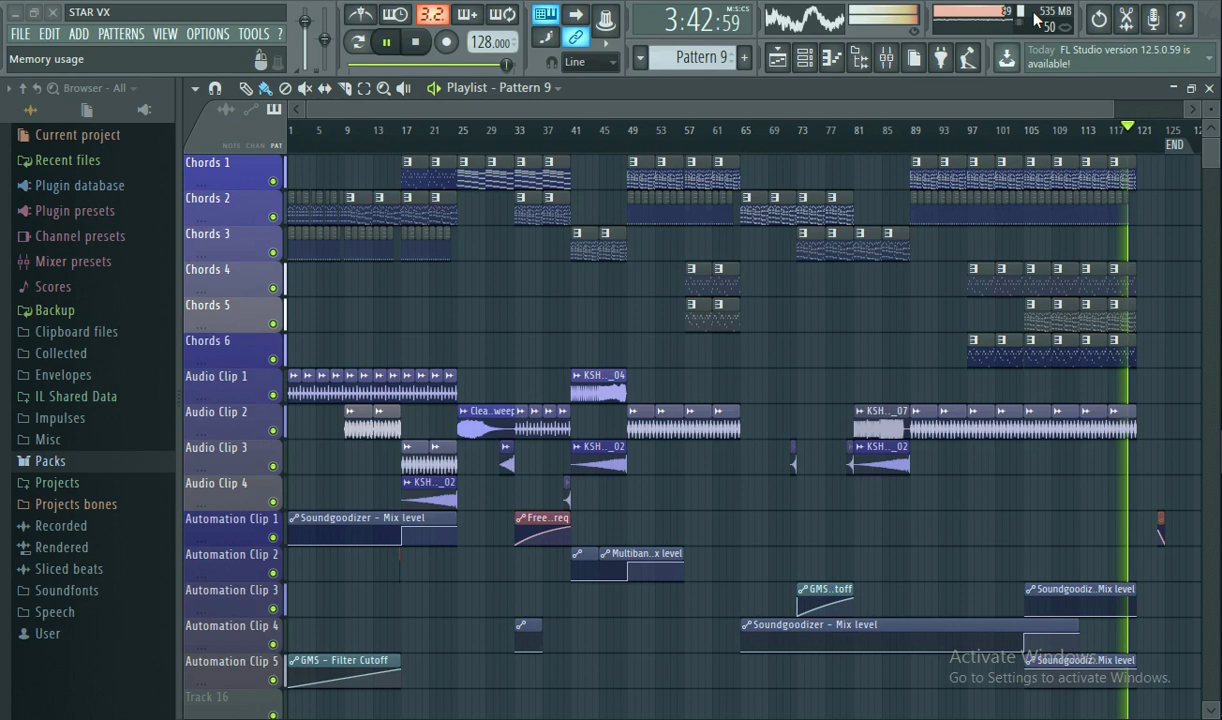 STAR VX
FILE EDIT ADD PATTERNS VIEW OPTIONS TOOLS ?
Memory usage
3.2.
128.000
Line
3:42:59
M:S:CS
Pattern 9
+
535 MB
50
?
Today FL Studio version 12.5.0.59 is
available!
Browser - All
Playlist - Pattern 9
NOTE CHAN PAT
1 5 9 13 17 21 25 29 33 37 41 45 49 53 57 61 65 69 73 77 81 85 89 93 97 101 105 109 113 117 121 125
END
Current project
Recent files
Plugin database
Plugin presets
Channel presets
Mixer presets
Scores
Backup
Clipboard files
Collected
Envelopes
IL Shared Data
Impulses
Misc
Packs
Projects
Projects bones
Recorded
Rendered
Sliced beats
Soundfonts
Speech
User
Chords 1
Chords 2
Chords 3
Chords 4
Chords 5
Chords 6
Audio Clip 1
KSH.._04
Audio Clip 2
Clea..weep
KSH.._07
Audio Clip 3
KSH.._02
KSH.._02
Audio Clip 4
KSH.._02
Automation Clip 1
Soundgoodizer - Mix level
Free..req
Automation Clip 2
Multiban..x level
Automation Clip 3
GMS..toff
Soundgoodiz..Mix level
Automation Clip 4
Soundgoodizer - Mix level
Automation Clip 5
GMS - Filter Cutoff
Soundgoodiz..Mix level
Track 16
Activate Windows
Go to Settings to activate Windows.